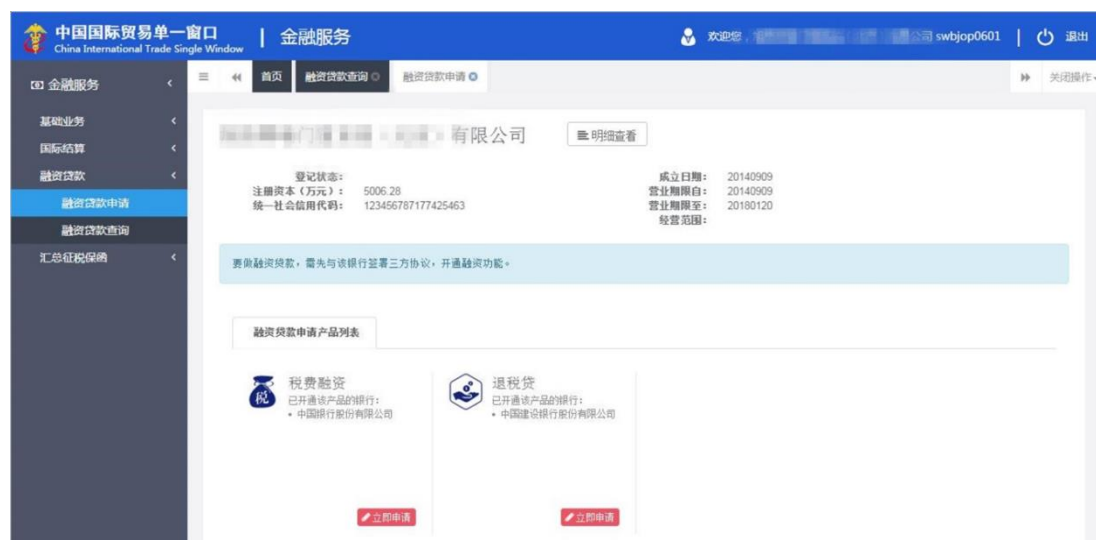 中国国际贸易单一窗口
China International Trade Single Window
金融服务
欢迎您，
公司 swbjop0601
退出
金融服务
首页
融资贷款查询
融资贷款申请
关闭操作
基础业务
国际结算
融资贷款
融资贷款申请
融资贷款查询
汇总征税保函
有限公司
明细查看
登记状态：
注册资本（万元）： 5006.28
统一社会信用代码： 123456787177425463
成立日期： 20140909
营业期限自： 20140909
营业期限至： 20180120
经营范围：
要做融资贷款，需先与该银行签署三方协议，开通融资功能。
融资贷款申请产品列表
税
税费融资
已开通该产品的银行：
• 中国银行股份有限公司
立即申请
退税贷
已开通该产品的银行：
• 中国建设银行股份有限公司
立即申请